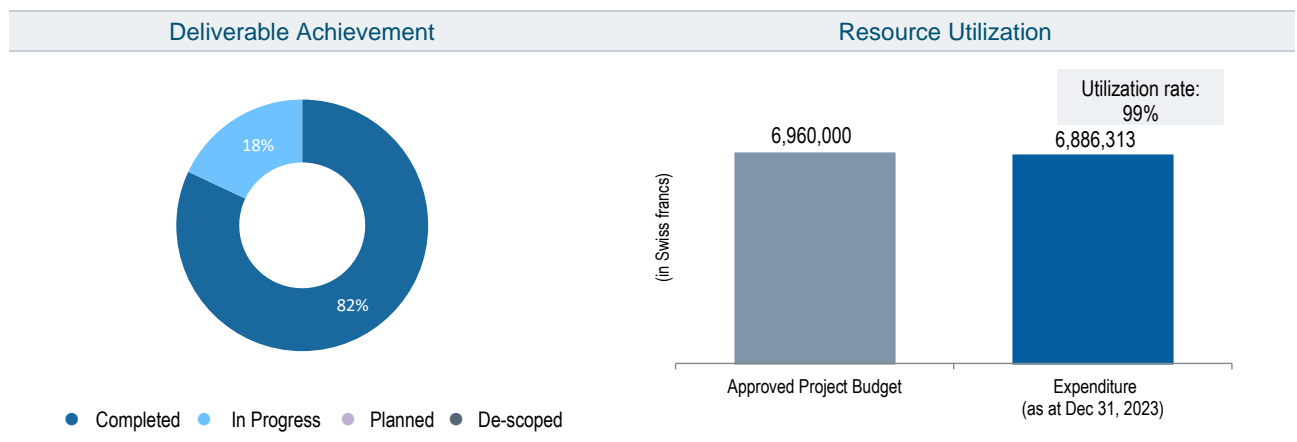 Deliverable Achievement
Resource Utilization
18%
82%
Completed
In Progress
Planned
De-scoped
Utilization rate:
99%
6,960,000
6,886,313
(in Swiss francs)
Approved Project Budget
Expenditure
(as at Dec 31, 2023)